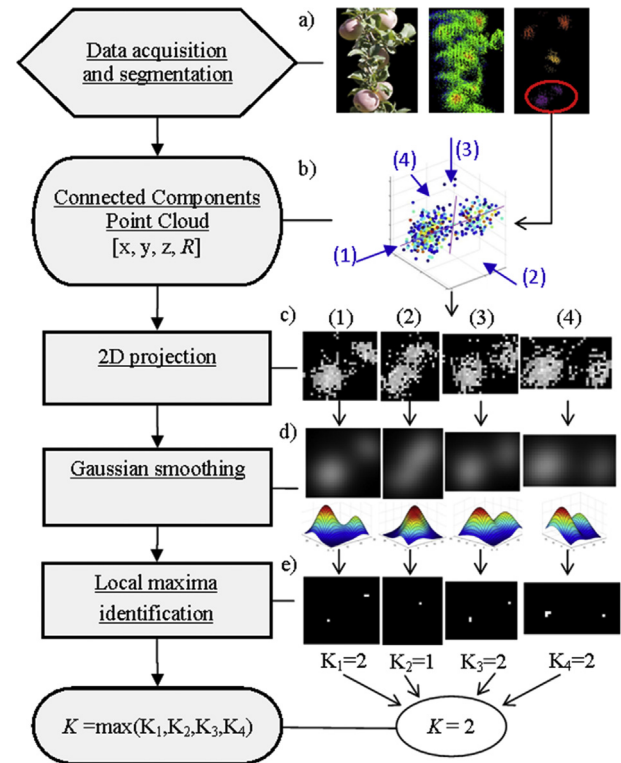 a)
Data acquisition
and segmentation
b)
(3)
(4)
Connected Components
Point Cloud
[x, y, z, R]
(1)
(2)
c)
(1) (2) (3) (4)
2D projection
d)
Gaussian smoothing
e)
Local maxima
identification
K1=2 K2=1 K3=2 K4=2
K =max(K1,K2,K3,K4)
K = 2